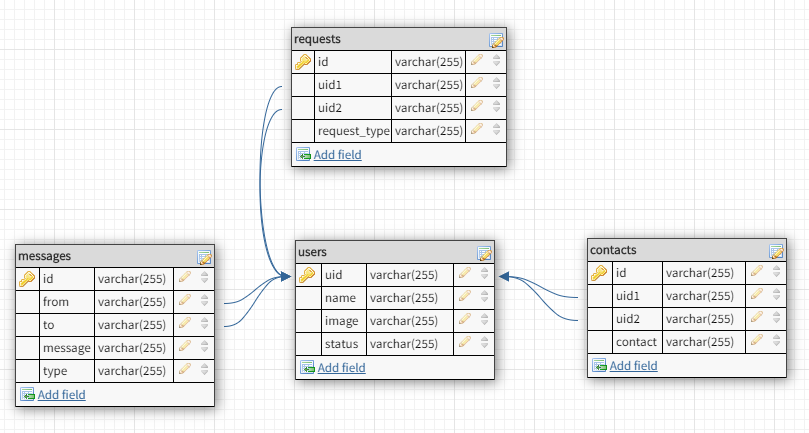 requests
id varchar(255)
uid1 varchar(255)
uid2 varchar(255)
request_type varchar(255)
Add field
messages
id varchar(255)
from varchar(255)
to varchar(255)
message varchar(255)
type varchar(255)
Add field
users
uid varchar(255)
name varchar(255)
image varchar(255)
status varchar(255)
Add field
contacts
id varchar(255)
uid1 varchar(255)
uid2 varchar(255)
contact varchar(255)
Add field